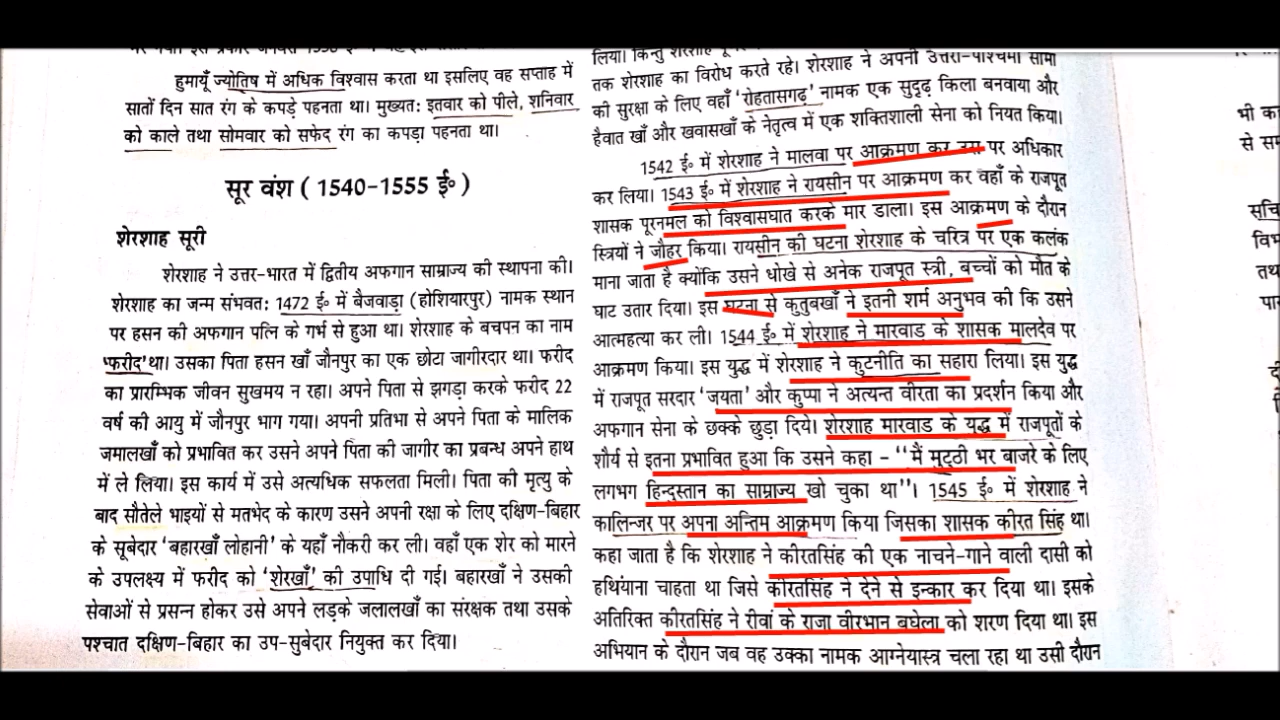 हुमायूँ ज्योतिष में अधिक विश्वास करता था इसलिए वह सप्ताह में
सातों दिन सात रंग के कपड़े पहनता था। मुख्यत: इतवार को पीले, शनिवार
को काले तथा सोमवार को सफेद रंग का कपड़ा पहनता था।
सूर वंश ( 1540-1555 ई॰ )
शेरशाह सूरी
शेरशाह ने उत्तर-भारत में द्वितीय अफगान साम्राज्य की स्थापना की।
शेरशाह का जन्म संभवत: 1472 ई॰ में बैजवाड़ा (होशियारपुर) नामक स्थान
पर हसन की अफगान पत्नि के गर्भ से हुआ था। शेरशाह के बचपन का नाम
'फरीद' था। उसका पिता हसन खाँ जौनपुर का एक छोटा जागीरदार था। फरीद
का प्रारम्भिक जीवन सुखमय न रहा। अपने पिता से झगड़ा करके फरीद 22
वर्ष की आयु में जौनपुर भाग गया। अपनी प्रतिभा से अपने पिता के मालिक
जमालखाँ को प्रभावित कर उसने अपने पिता की जागीर का प्रबन्ध अपने हाथ
में ले लिया। इस कार्य में उसे अत्यधिक सफलता मिली। पिता की मृत्यु के
बाद सौतेले भाइयों से मतभेद के कारण उसने अपनी रक्षा के लिए दक्षिण-बिहार
के सूबेदार 'बहारखाँ लोहानी' के यहाँ नौकरी कर ली। वहाँ एक शेर को मारने
के उपलक्ष्य में फरीद को 'शेरखाँ' की उपाधि दी गई। बहारखाँ ने उसकी
सेवाओं से प्रसन्न होकर उसे अपने लड़के जलालखाँ का संरक्षक तथा उसके
पश्चात दक्षिण-बिहार का उप-सुबेदार नियुक्त कर दिया।
लिया। किन्तु शेरशाह
तक शेरशाह का विरोध करते रहे। शेरशाह ने अपनी उत्तरी-पश्चिमी सीमा
की सुरक्षा के लिए वहाँ 'रोहतासगढ़' नामक एक सुदृढ़ किला बनवाया और
हैवात खाँ और खवासखाँ के नेतृत्व में एक शक्तिशाली सेना को नियत किया।
1542 ई॰ में शेरशाह ने मालवा पर आक्रमण कर उस पर अधिकार
कर लिया। 1543 ई॰ में शेरशाह ने रायसीन पर आक्रमण कर वहाँ के राजपूत
शासक पूरनमल को विश्वासघात करके मार डाला। इस आक्रमण के दौरान
स्त्रियों ने जौहर किया। रायसीन की घटना शेरशाह के चरित्र पर एक कलंक
माना जाता है क्योंकि उसने धोखे से अनेक राजपूत स्त्री, बच्चों को मौत के
घाट उतार दिया। इस घटना से कुतुबखाँ ने इतनी शर्म अनुभव की कि उसने
आत्महत्या कर ली। 1544 ई॰ में शेरशाह ने मारवाड के शासक मालदेव पर
आक्रमण किया। इस युद्ध में शेरशाह ने कुटनीति का सहारा लिया। इस युद्ध
में राजपूत सरदार 'जयता' और कुप्पा ने अत्यन्त वीरता का प्रदर्शन किया और
अफगान सेना के छक्के छुड़ा दिये। शेरशाह मारवाड के युद्ध में राजपूतों के
शौर्य से इतना प्रभावित हुआ कि उसने कहा - ''मैं मुट्ठी भर बाजरे के लिए
लगभग हिन्दुस्तान का साम्राज्य खो चुका था''। 1545 ई॰ में शेरशाह ने
कालिन्जर पर अपना अन्तिम आक्रमण किया जिसका शासक कीरत सिंह था।
कहा जाता है कि शेरशाह ने कीरतसिंह की एक नाचने-गाने वाली दासी को
हथियाना चाहता था जिसे कीरतसिंह ने देने से इन्कार कर दिया था। इसके
अतिरिक्त कीरतसिंह ने रीवां के राजा वीरभान बघेला को शरण दिया था। इस
अभियान के दौरान जब वह उक्का नामक आग्नेयास्त्र चला रहा था उसी दौरान
भी
से
तथ